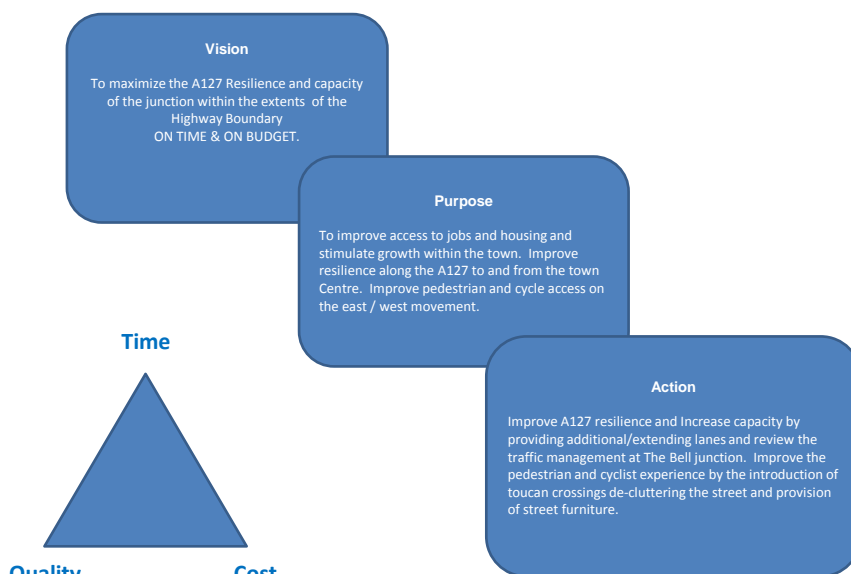 Vision
To maximize the A127 Resilience and capacity
of the junction within the extents of the
Highway Boundary
ON TIME & ON BUDGET.
Purpose
To improve access to jobs and housing and
stimulate growth within the town. Improve
resilience along the A127 to and from the town
Centre. Improve pedestrian and cycle access on
the east / west movement.
Time
Action
Improve A127 resilience and Increase capacity by
providing additional/extending lanes and review the
traffic management at The Bell junction. Improve the
pedestrian and cyclist experience by the introduction of
toucan crossings de-cluttering the street and provision
of street furniture.
Quality
Cost